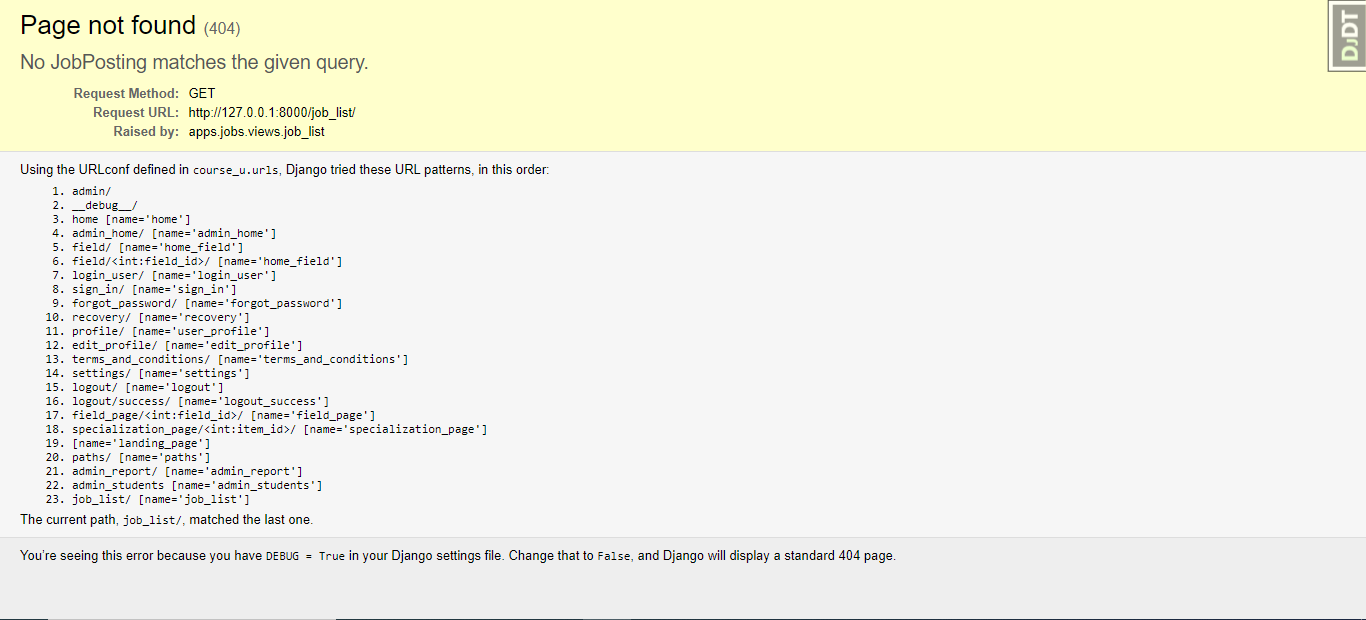 Page not found (404)
No JobPosting matches the given query.
Request Method: GET
Request URL: http://127.0.0.1:8000/job_list/
Raised by: apps.jobs.views.job_list
DJDT
Using the URLconf defined in course_u.urls, Django tried these URL patterns, in this order:
1. admin/
2. __debug__/
3. home [name='home']
4. admin_home/ [name='admin_home']
5. field/ [name='home_field']
6. field/<int:field_id>/ [name='home_field']
7. login_user/ [name='login_user']
8. sign_in/ [name='sign_in']
9. forgot_password/ [name='forgot_password']
10. recovery/ [name='recovery']
11. profile/ [name='user_profile']
12. edit_profile/ [name='edit_profile']
13. terms_and_conditions/ [name='terms_and_conditions']
14. settings/ [name='settings']
15. logout/ [name='logout']
16. logout/success/ [name='logout_success']
17. field_page/<int:field_id>/ [name='field_page']
18. specialization_page/<int:item_id>/ [name='specialization_page']
19. [name='landing_page']
20. paths/ [name='paths']
21. admin_report/ [name='admin_report']
22. admin_students [name='admin_students']
23. job_list/ [name='job_list']
The current path, job_list/, matched the last one.
You're seeing this error because you have DEBUG = True in your Django settings file. Change that to False, and Django will display a standard 404 page.